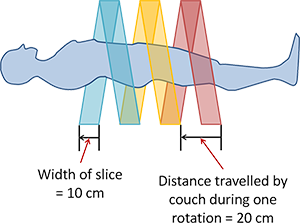 Width of slice
= 10 cm
Distance travelled by
couch during one
rotation = 20 cm